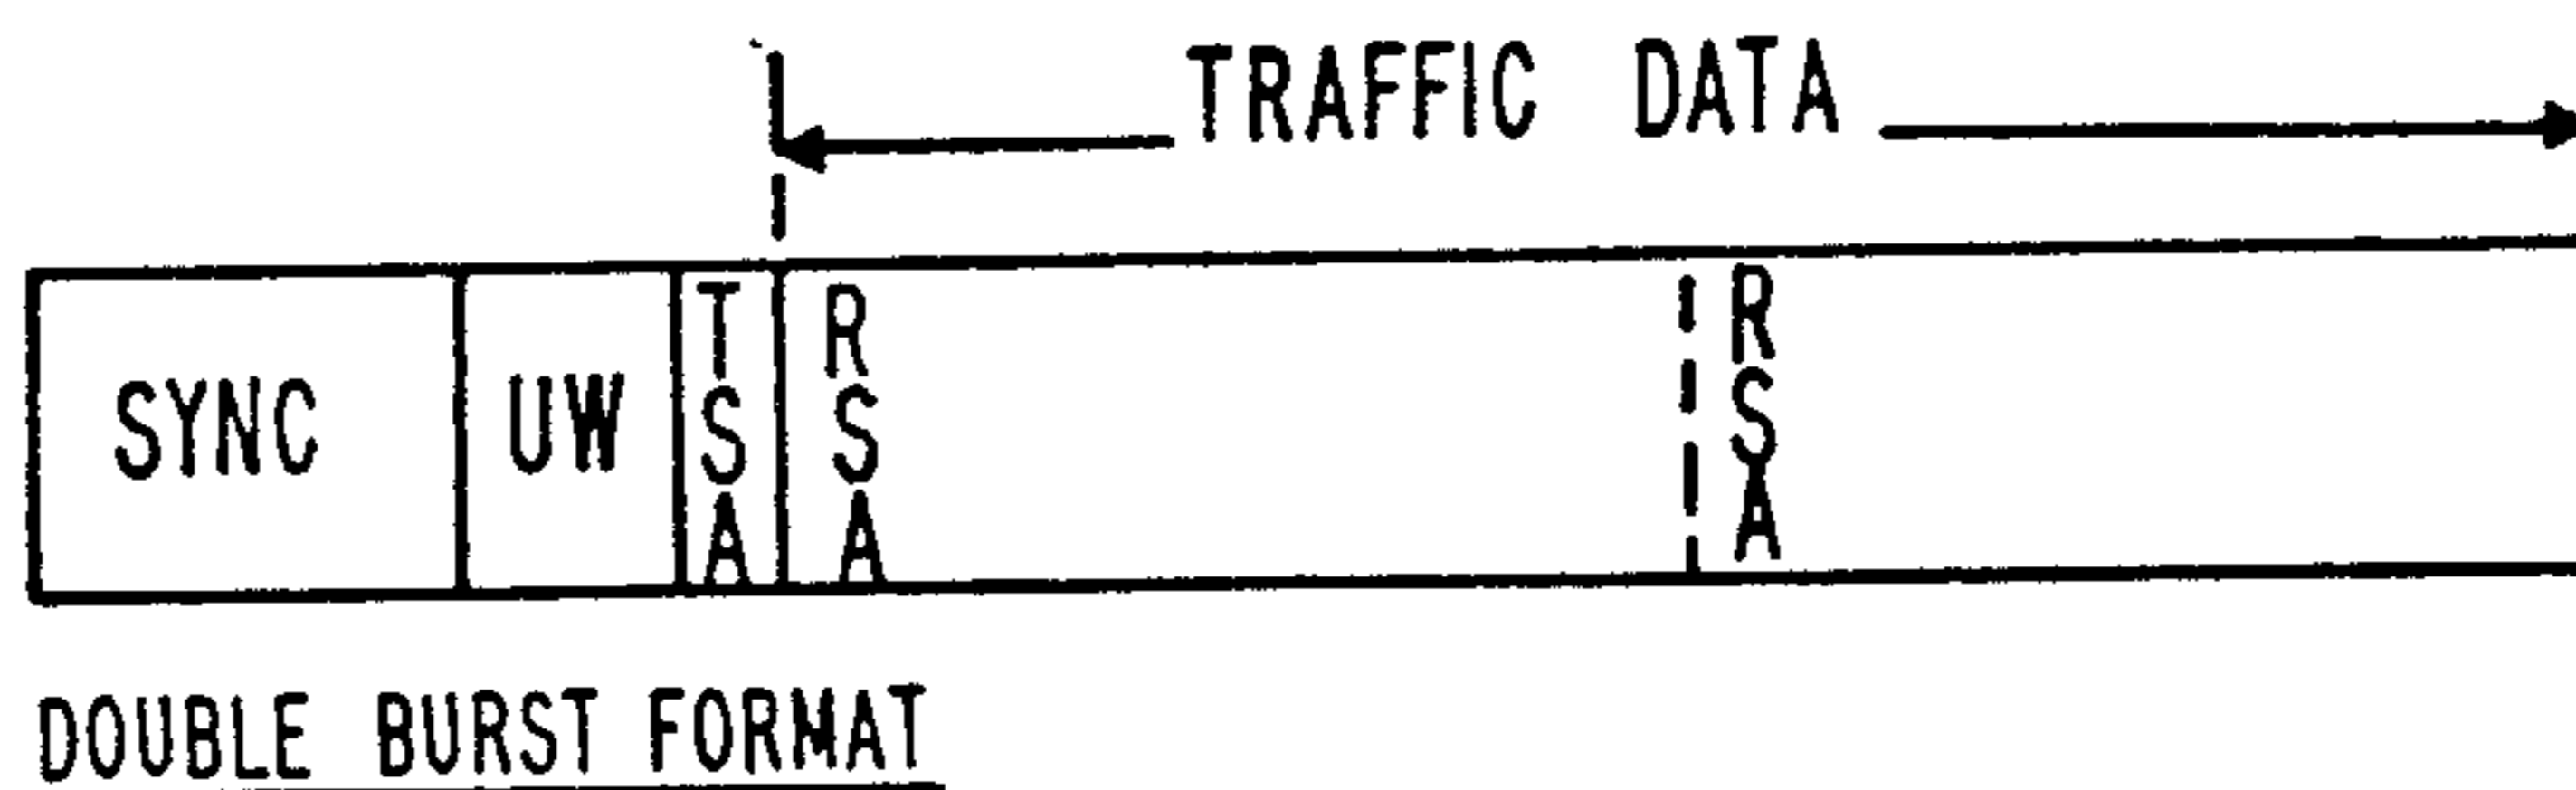 TRAFFIC DATA
SYNC UW TSA RSA RSA
DOUBLE BURST FORMAT